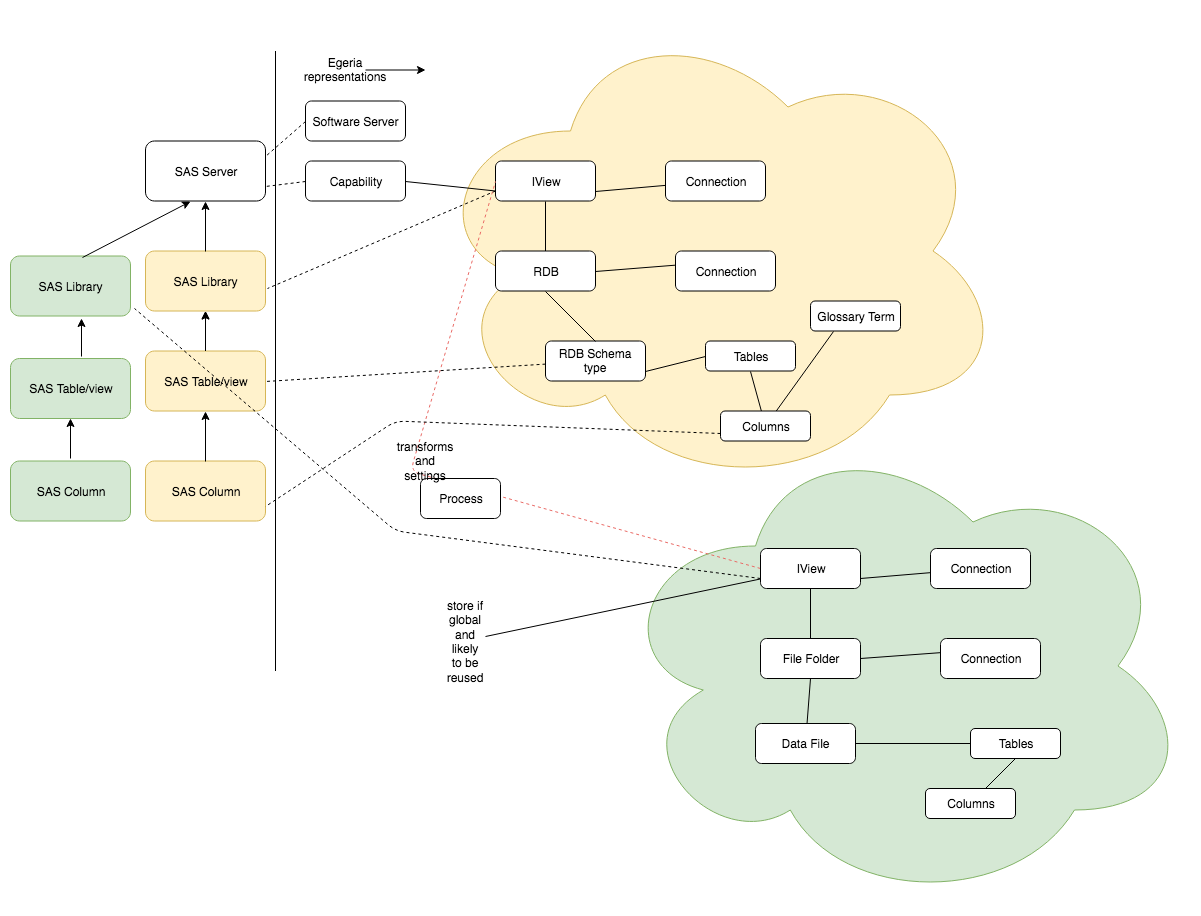 Egeria
representations
Software Server
SAS Server
Capability
IView
Connection
SAS Library
SAS Library
RDB
Connection
Glossary Term
SAS Table/view
SAS Table/view
RDB Schema
type
Tables
Columns
transforms
and
settings
SAS Column
SAS Column
Process
IView
Connection
store if
global
and
likely
to be
reused
File Folder
Connection
Data File
Tables
Columns